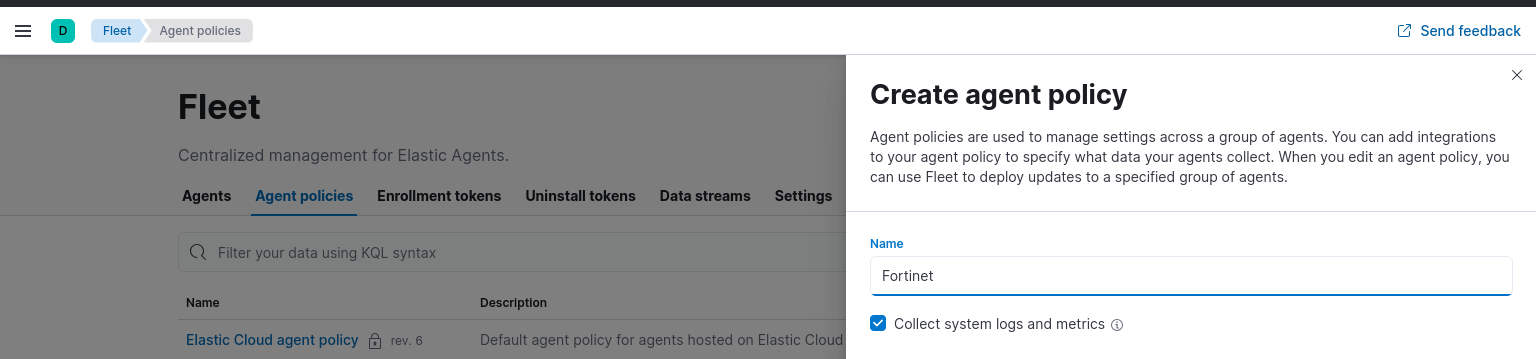 D
Fleet
Agent policies
Send feedback
Fleet
Centralized management for Elastic Agents.
Agents
Agent policies
Enrollment tokens
Uninstall tokens
Data streams
Settings
Filter your data using KQL syntax
Name
Description
Elastic Cloud agent policy
rev. 6
Default agent policy for agents hosted on Elastic Cloud
Create agent policy
Agent policies are used to manage settings across a group of agents. You can add integrations
to your agent policy to specify what data your agents collect. When you edit an agent policy, you
can use Fleet to deploy updates to a specified group of agents.
Name
Fortinet
Collect system logs and metrics